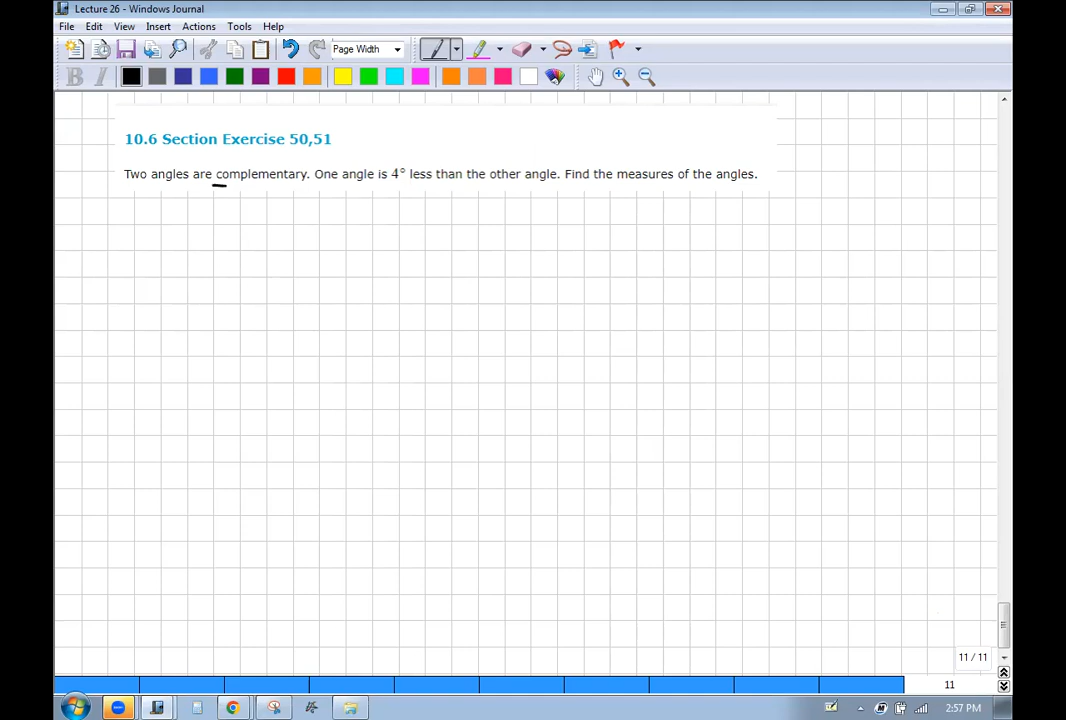 Lecture 26 - Windows Journal
File Edit View Insert Actions Tools Help
Page Width
B I
10.6 Section Exercise 50,51
Two angles are complementary. One angle is 4° less than the other angle. Find the measures of the angles.
11 / 11
11
2:57 PM